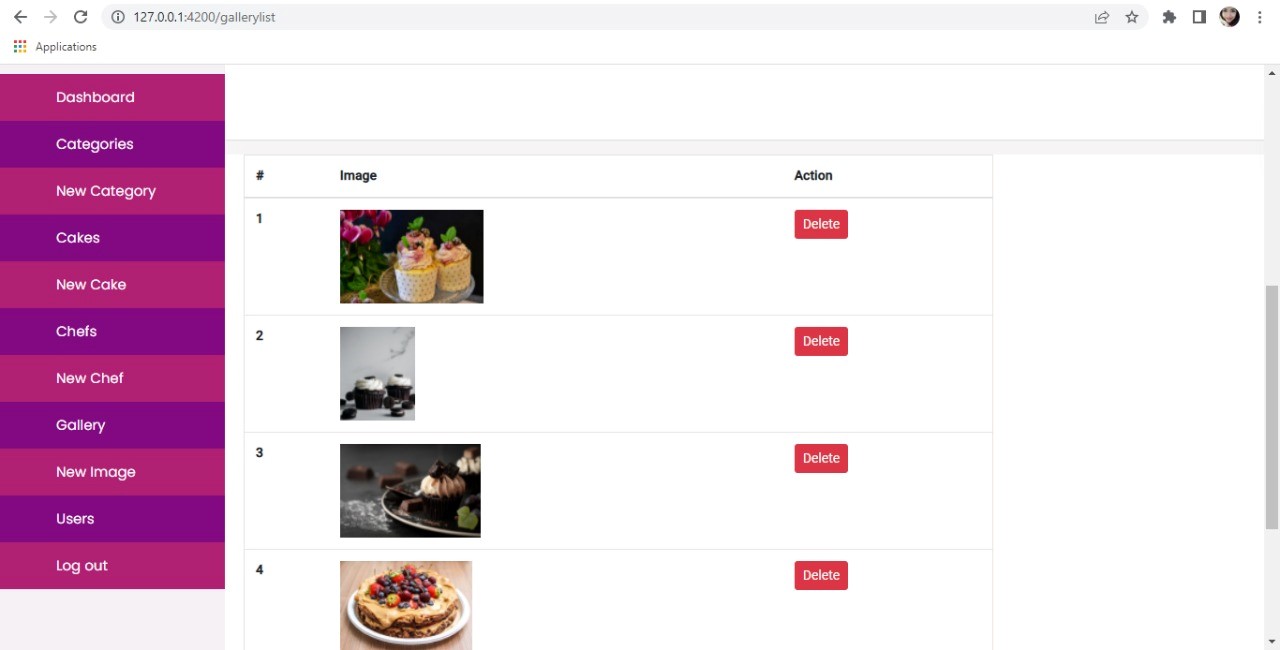 127.0.0.1:4200/gallerylist
Applications
Dashboard
Categories
New Category
Cakes
New Cake
Chefs
New Chef
Gallery
New Image
Users
Log out
# Image Action
1 Delete
2 Delete
3 Delete
4 Delete